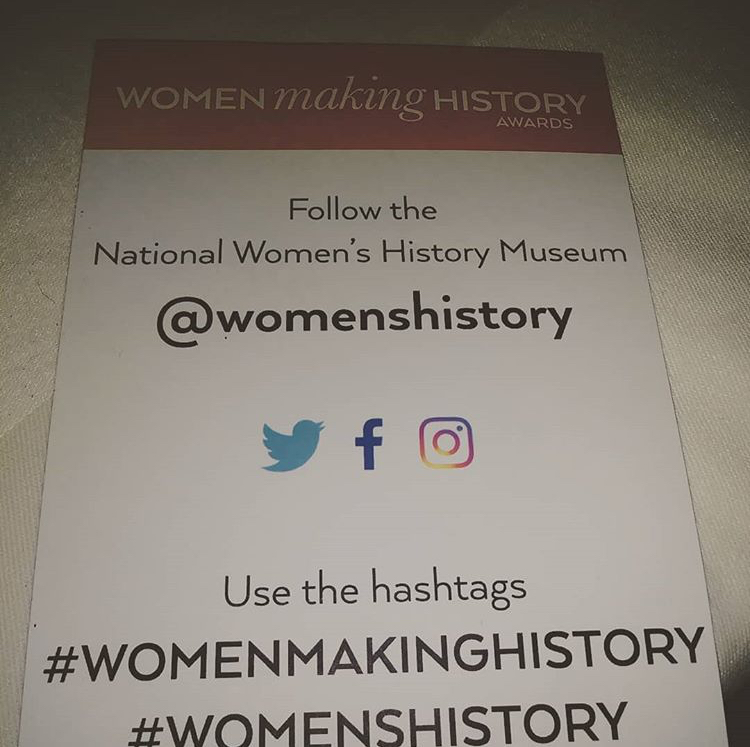 WOMEN making HISTORY
AWARDS
Follow the
National Women's History Museum
@womenshistory
f
Use the hashtags
#WOMENMAKINGHISTORY
#WOMENSHISTORY